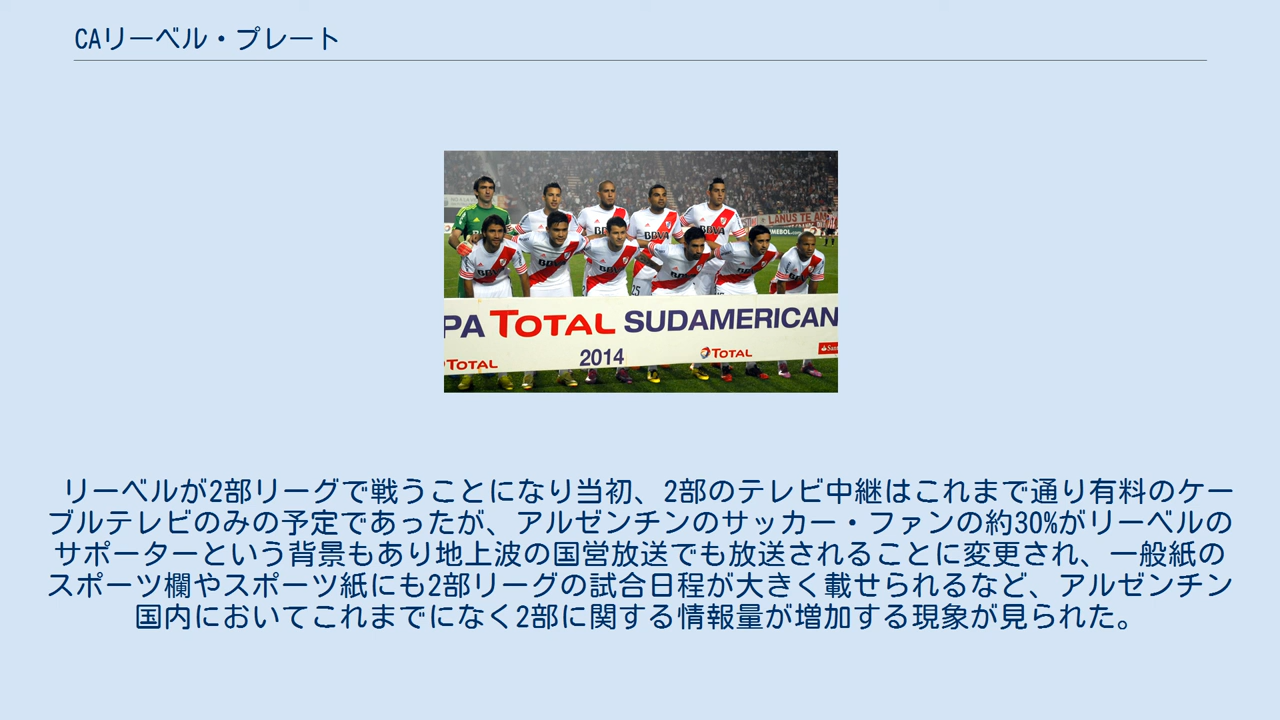 CAリーベル・プレート
LANUS TE AM
BBVA
PA TOTAL SUDAMERICAN
2014
TOTAL
TOTAL
リーベルが2部リーグで戦うことになり当初、2部のテレビ中継はこれまで通り有料のケー
ブルテレビのみの予定であったが、アルゼンチンのサッカー・ファンの約30%がリーベルの
サポーターという背景もあり地上波の国営放送でも放送されることに変更され、一般紙の
スポーツ欄やスポーツ紙にも2部リーグの試合日程が大きく載せられるなど、アルゼンチン
国内においてこれまでになく2部に関する情報量が増加する現象が見られた。